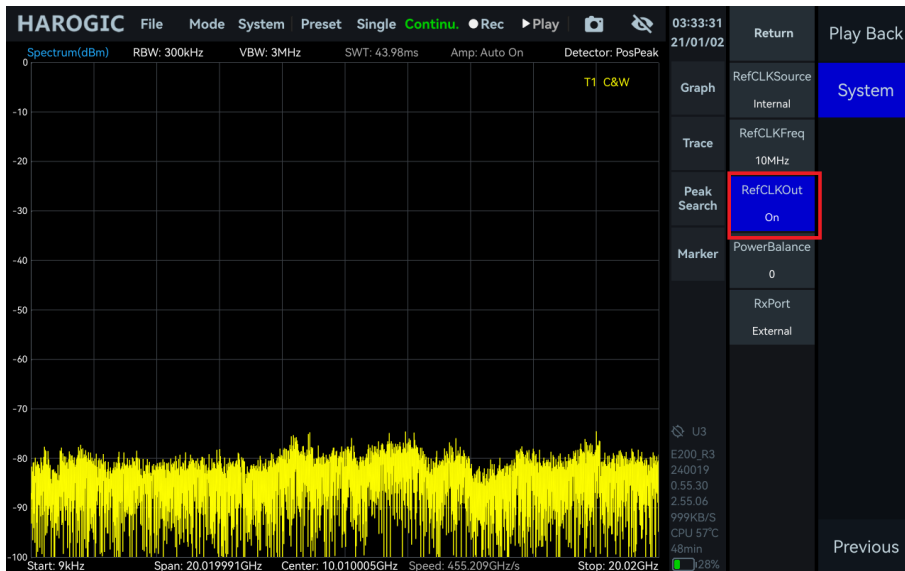 HAROGIC File Mode System Preset Single Continu. Rec Play
03:33:31
21/01/02
Spectrum(dBm) RBW: 300kHz VBW: 3MHz SWT: 43.98ms Amp: Auto On Detector: PosPeak
T1 C&W
0
-10
-20
-30
-40
-50
-60
-70
-80
-90
-100
Start: 9kHz Span: 20.019991GHz Center: 10.010005GHz Speed: 455.209GHz/s Stop: 20.02GHz
Graph
Trace
Peak
Search
Marker
U3
E200_R3
240019
0.55.30
2.55.06
999KB/S
CPU 57℃
48min
28%
Return
RefCLKSource
Internal
RefCLKFreq
10MHz
RefCLKOut
On
PowerBalance
0
RxPort
External
Play Back
System
Previous